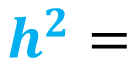 h² =